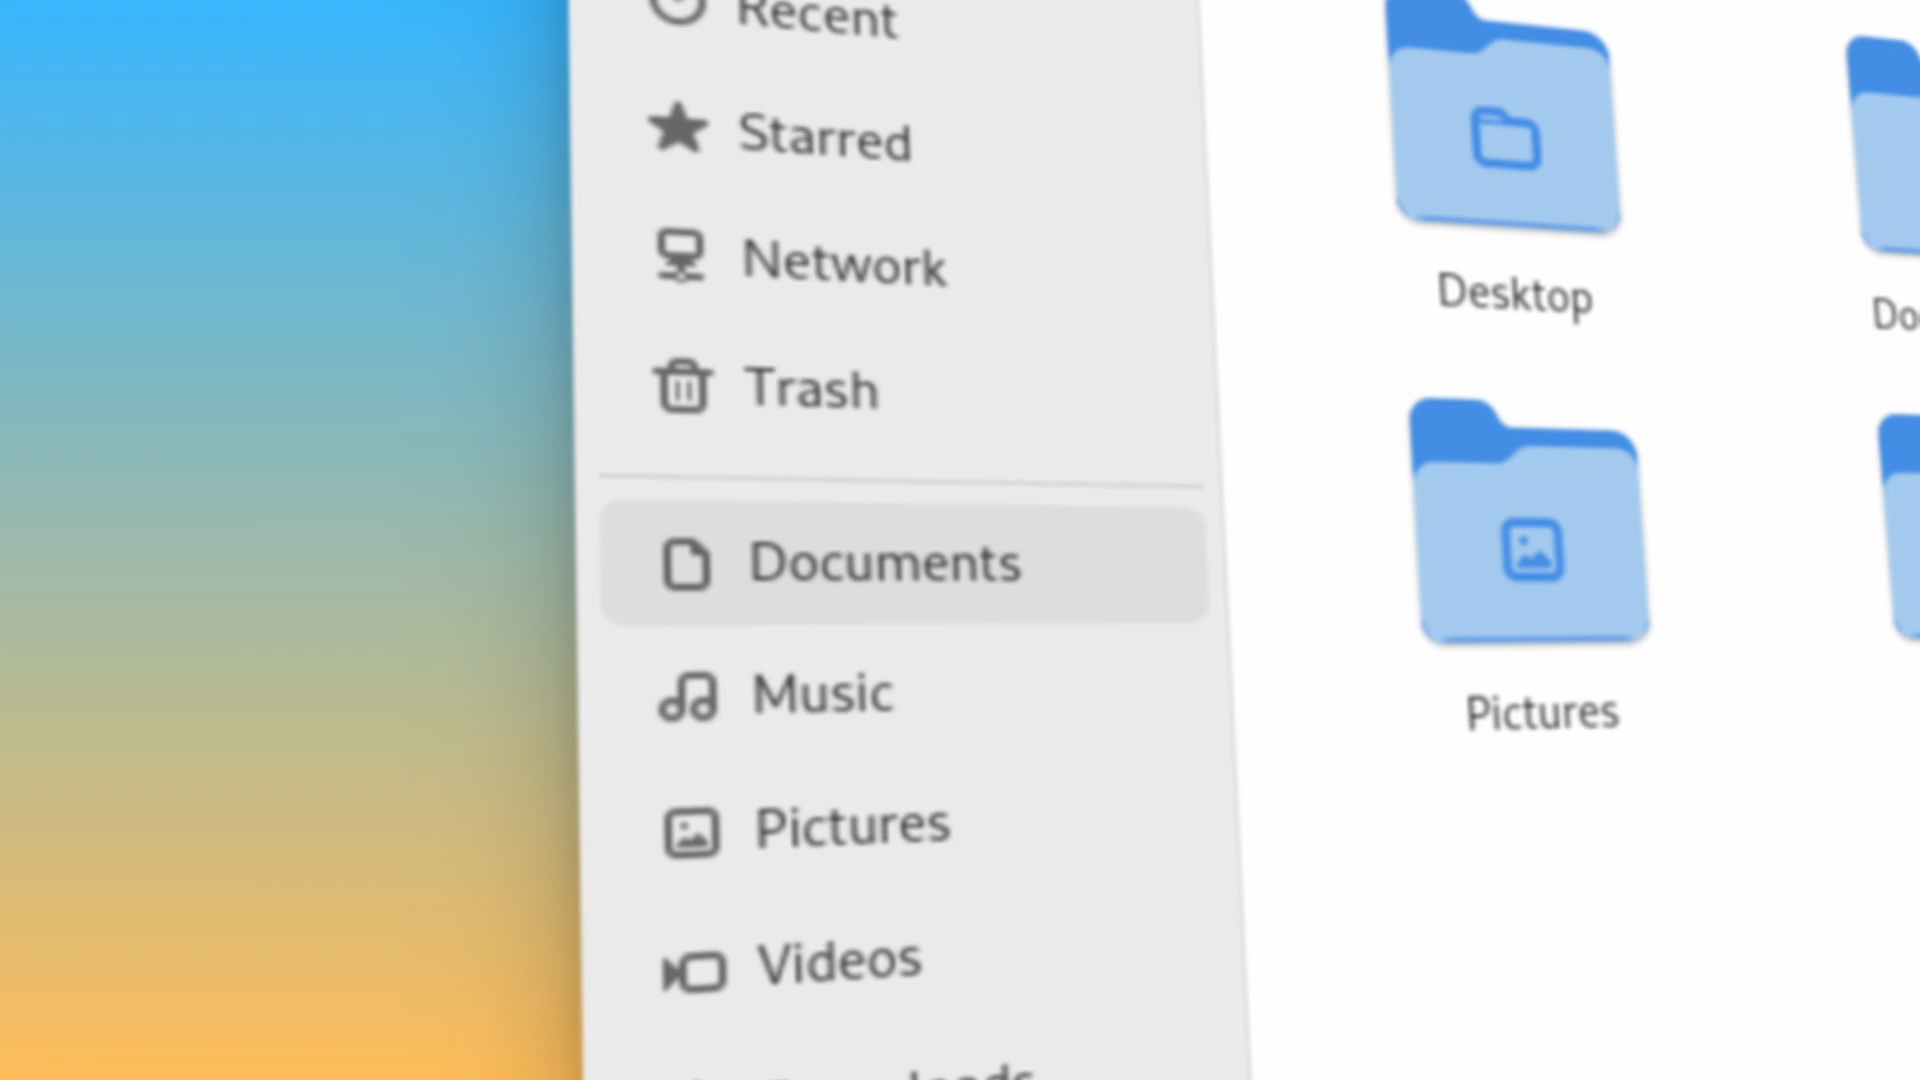 Recent
Starred
Network
Trash
Documents
Music
Pictures
Videos
Desktop
Pictures